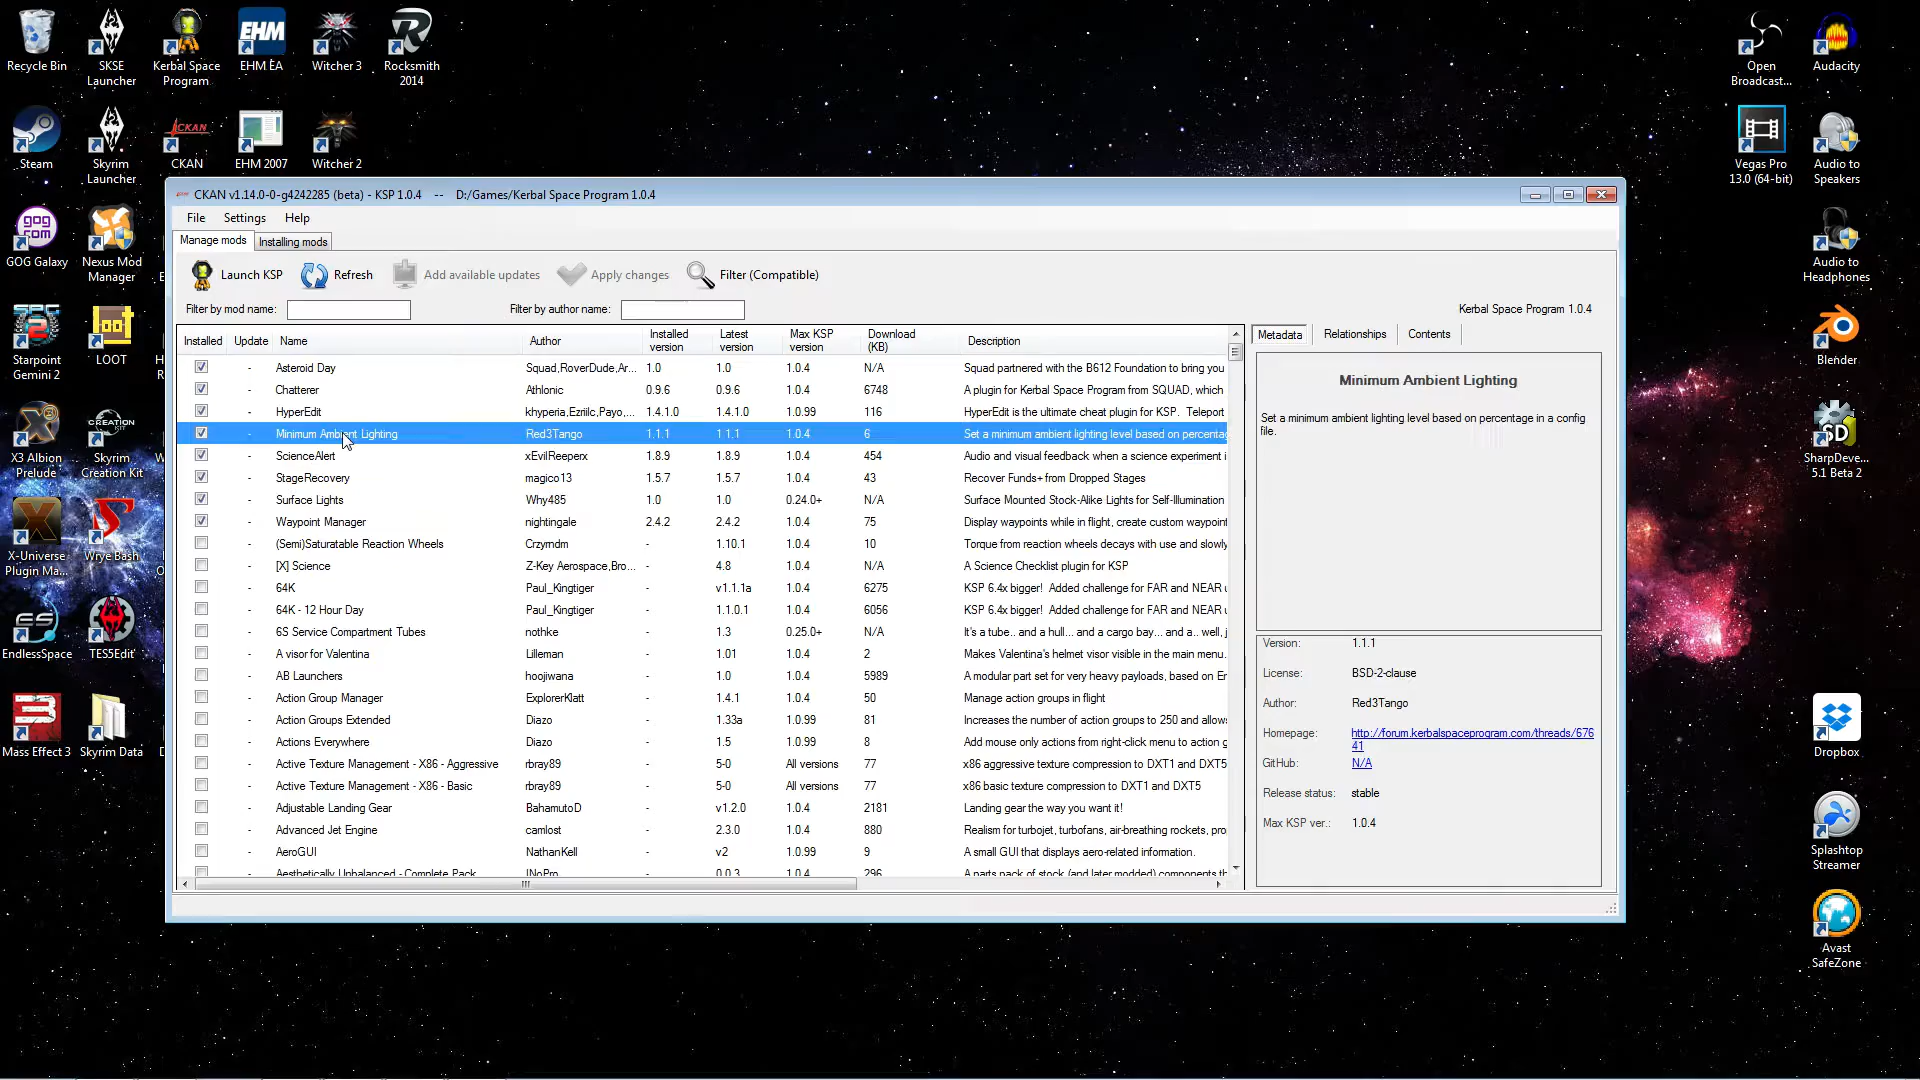 Recycle Bin
SKSE Launcher
Kerbal Space Program
EHM EA
Witcher 3
Rocksmith 2014
Open Broadcast...
Audacity
Steam
Skyrim Launcher
CKAN
EHM 2007
Witcher 2
Vegas Pro 13.0 (64-bit)
Audio to Speakers
GOG Galaxy
Nexus Mod Manager
Audio to Headphones
Starpoint Gemini 2
LOOT
Blender
X3 Albion Prelude
Skyrim Creation Kit
SharpDeve... 5.1 Beta 2
X-Universe Plugin Ma...
Wrye Bash
EndlessSpace
TES5Edit
Mass Effect 3
Skyrim Data
Dropbox
Splashtop Streamer
Avast SafeZone
CKAN v1.14.0-0-g4242285 (beta) - KSP 1.0.4 -- D:/Games/Kerbal Space Program 1.0.4
File Settings Help
Manage mods Installing mods
Launch KSP Refresh Add available updates Apply changes Filter (Compatible)
Filter by mod name: Filter by author name: Kerbal Space Program 1.0.4
Installed Update Name Author Installed version Latest version Max KSP version Download (KB) Description
- Asteroid Day Squad,RoverDude,Ar... 1.0 1.0 1.0.4 N/A Squad partnered with the B612 Foundation to bring you
- Chatterer Athlonic 0.9.6 0.9.6 1.0.4 6748 A plugin for Kerbal Space Program from SQUAD, which
- HyperEdit khyperia,Ezriilc,Payo,... 1.4.1.0 1.4.1.0 1.0.99 116 HyperEdit is the ultimate cheat plugin for KSP. Teleport
- Minimum Ambient Lighting Red3Tango 1.1.1 1.1.1 1.0.4 6 Set a minimum ambient lighting level based on percentag
- ScienceAlert xEvilReeperx 1.8.9 1.8.9 1.0.4 454 Audio and visual feedback when a science experiment i
- StageRecovery magico13 1.5.7 1.5.7 1.0.4 43 Recover Funds+ from Dropped Stages
- Surface Lights Why485 1.0 1.0 0.24.0+ N/A Surface Mounted Stock-Alike Lights for Self-Illumination
- Waypoint Manager nightingale 2.4.2 2.4.2 1.0.4 75 Display waypoints while in flight, create custom waypoint
- (Semi)Saturatable Reaction Wheels Crzyrndm - 1.10.1 1.0.4 10 Torque from reaction wheels decays with use and slowly
- [X] Science Z-Key Aerospace,Bro... - 4.8 1.0.4 N/A A Science Checklist plugin for KSP
- 64K Paul_Kingtiger - v1.1.1a 1.0.4 6275 KSP 6.4x bigger! Added challenge for FAR and NEAR u
- 64K - 12 Hour Day Paul_Kingtiger - 1.1.0.1 1.0.4 6056 KSP 6.4x bigger! Added challenge for FAR and NEAR u
- 6S Service Compartment Tubes nothke - 1.3 0.25.0+ N/A It's a tube.. and a hull... and a cargo bay... and a.. well, j
- A visor for Valentina Lilleman - 1.01 1.0.4 2 Makes Valentina's helmet visor visible in the main menu.
- AB Launchers hoojiwana - 1.0 1.0.4 5989 A modular part set for very heavy payloads, based on Er
- Action Group Manager ExplorerKlatt - 1.4.1 1.0.4 50 Manage action groups in flight
- Action Groups Extended Diazo - 1.33a 1.0.99 81 Increases the number of action groups to 250 and allows
- Actions Everywhere Diazo - 1.5 1.0.99 8 Add mouse only actions from right-click menu to action g
- Active Texture Management - X86 - Aggressive rbray89 - 5-0 All versions 77 x86 aggressive texture compression to DXT1 and DXT5
- Active Texture Management - X86 - Basic rbray89 - 5-0 All versions 77 x86 basic texture compression to DXT1 and DXT5
- Adjustable Landing Gear BahamutoD - v1.2.0 1.0.4 2181 Landing gear the way you want it!
- Advanced Jet Engine camlost - 2.3.0 1.0.4 880 Realism for turbojet, turbofans, air-breathing rockets, pro
- AeroGUI NathanKell - v2 1.0.99 9 A small GUI that displays aero-related information.
Aesthetically Unbalanced - Complete Pack INoPro 0.0.3 1.0.4 296 A parts pack of stock (and later modded) components th
Metadata Relationships Contents
Minimum Ambient Lighting
Set a minimum ambient lighting level based on percentage in a config
file.
Version: 1.1.1
License: BSD-2-clause
Author: Red3Tango
Homepage: http://forum.kerbalspaceprogram.com/threads/676
41
GitHub: N/A
Release status: stable
Max KSP ver.: 1.0.4